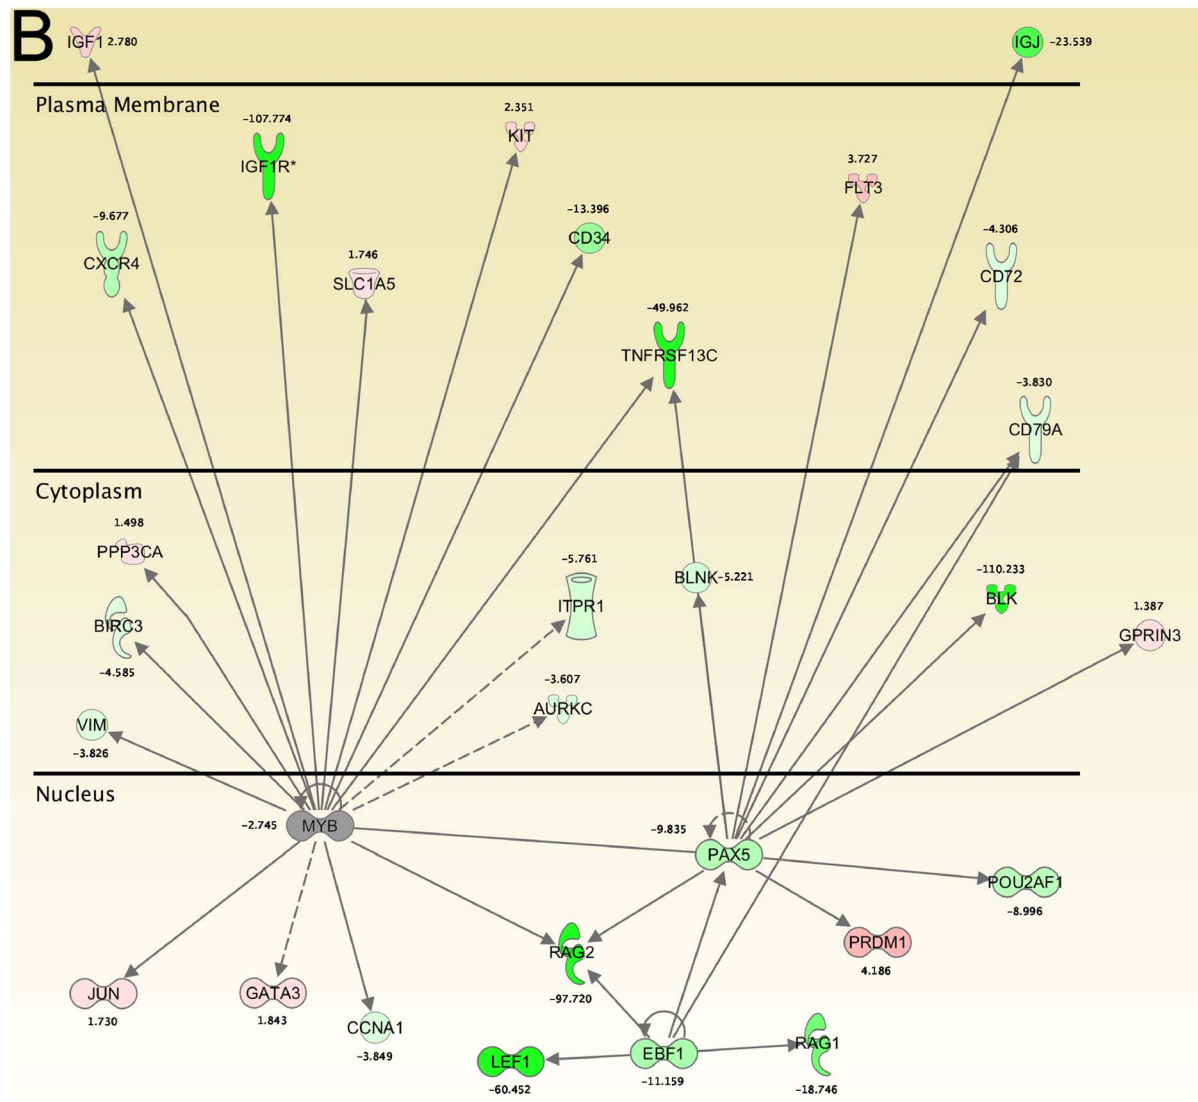 B
IGF1 2.780
IGJ -23.539
Plasma Membrane
-107.774
IGF1R*
2.351
KIT
3.727
FLT3
-9.677
CXCR4
1.746
SLC1A5
-13.396
CD34
-4.306
CD72
-49.962
TNFRSF13C
-3.830
CD79A
Cytoplasm
1.498
PPP3CA
-5.761
ITPR1
BLNK -5.221
-110.233
BLK
1.387
GPRIN3
BIRC3
-4.585
-3.607
AURKC
VIM
-3.826
Nucleus
-2.745 MYB
-9.835
PAX5
POU2AF1
-8.996
PRDM1
4.186
RAG2
-97.720
JUN
1.730
GATA3
1.843
CCNA1
-3.849
LEF1
-60.452
EBF1
-11.159
RAG1
-18.746